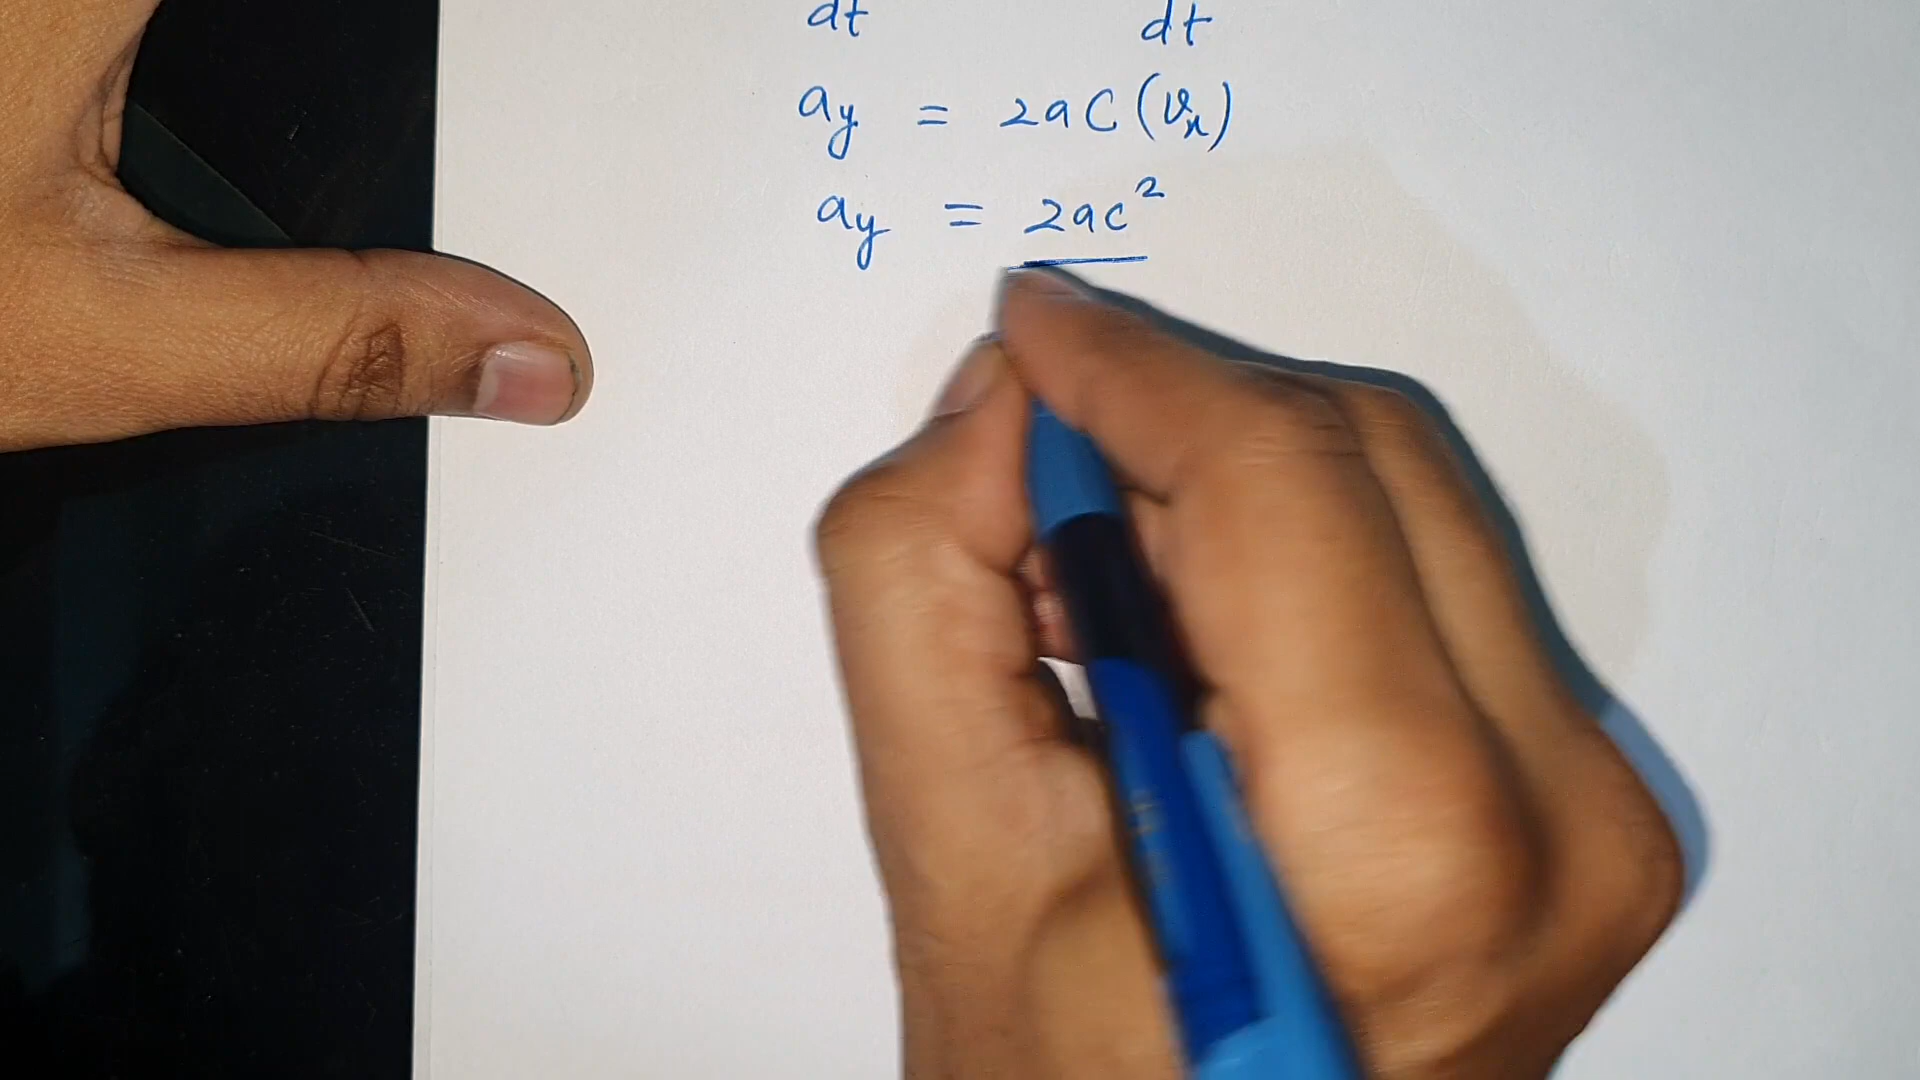 dt dt
ay = 2aC(vx)
ay = 2ac²